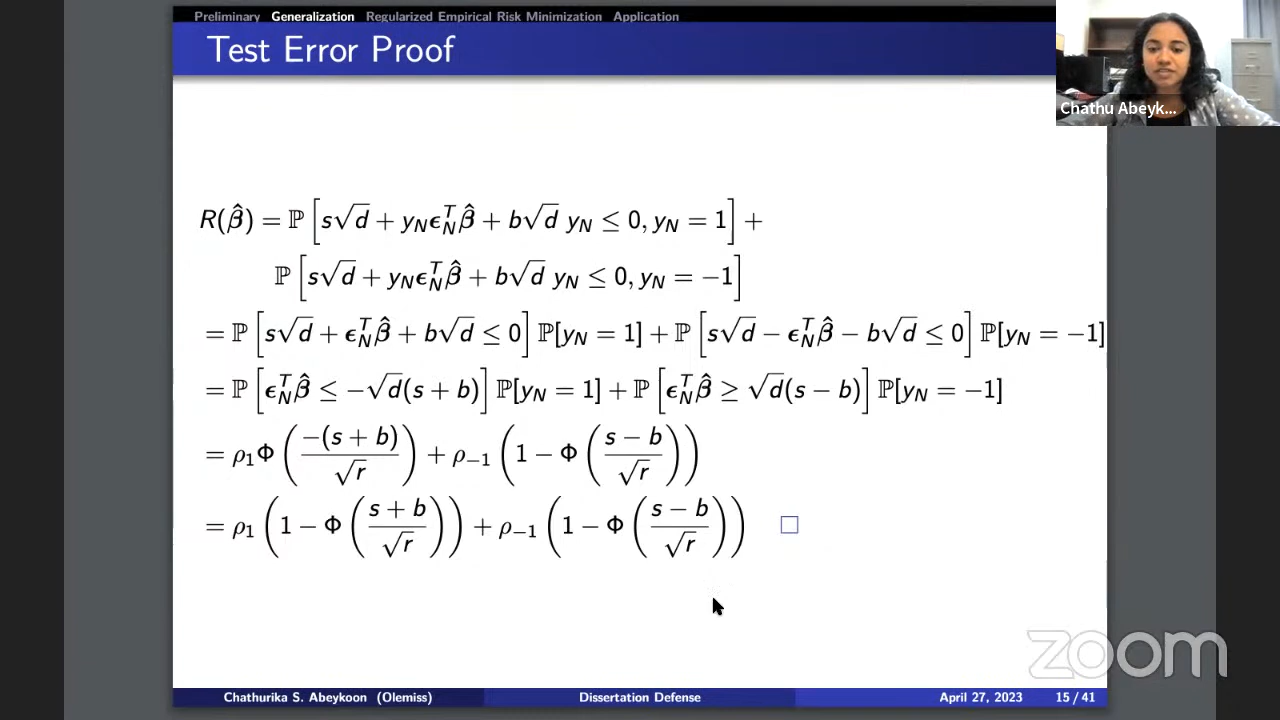 Preliminary Generalization Regularized Empirical Risk Minimization Application
Test Error Proof
Chathu Abeyk...
R(β̂) = ℙ [s√d + y_N ϵ_N^T β̂ + b√d y_N ≤ 0, y_N = 1] +
ℙ [s√d + y_N ϵ_N^T β̂ + b√d y_N ≤ 0, y_N = −1]
= ℙ [s√d + ϵ_N^T β̂ + b√d ≤ 0] ℙ[y_N = 1] + ℙ [s√d − ϵ_N^T β̂ − b√d ≤ 0] ℙ[y_N = −1]
= ℙ [ϵ_N^T β̂ ≤ −√d(s + b)] ℙ[y_N = 1] + ℙ [ϵ_N^T β̂ ≥ √d(s − b)] ℙ[y_N = −1]
= ρ_1 Φ (−(s + b)/√r) + ρ_{−1} (1 − Φ ((s − b)/√r))
= ρ_1 (1 − Φ ((s + b)/√r)) + ρ_{−1} (1 − Φ ((s − b)/√r)) □
zoom
Chathurika S. Abeykoon (Olemiss) Dissertation Defense April 27, 2023 15 / 41